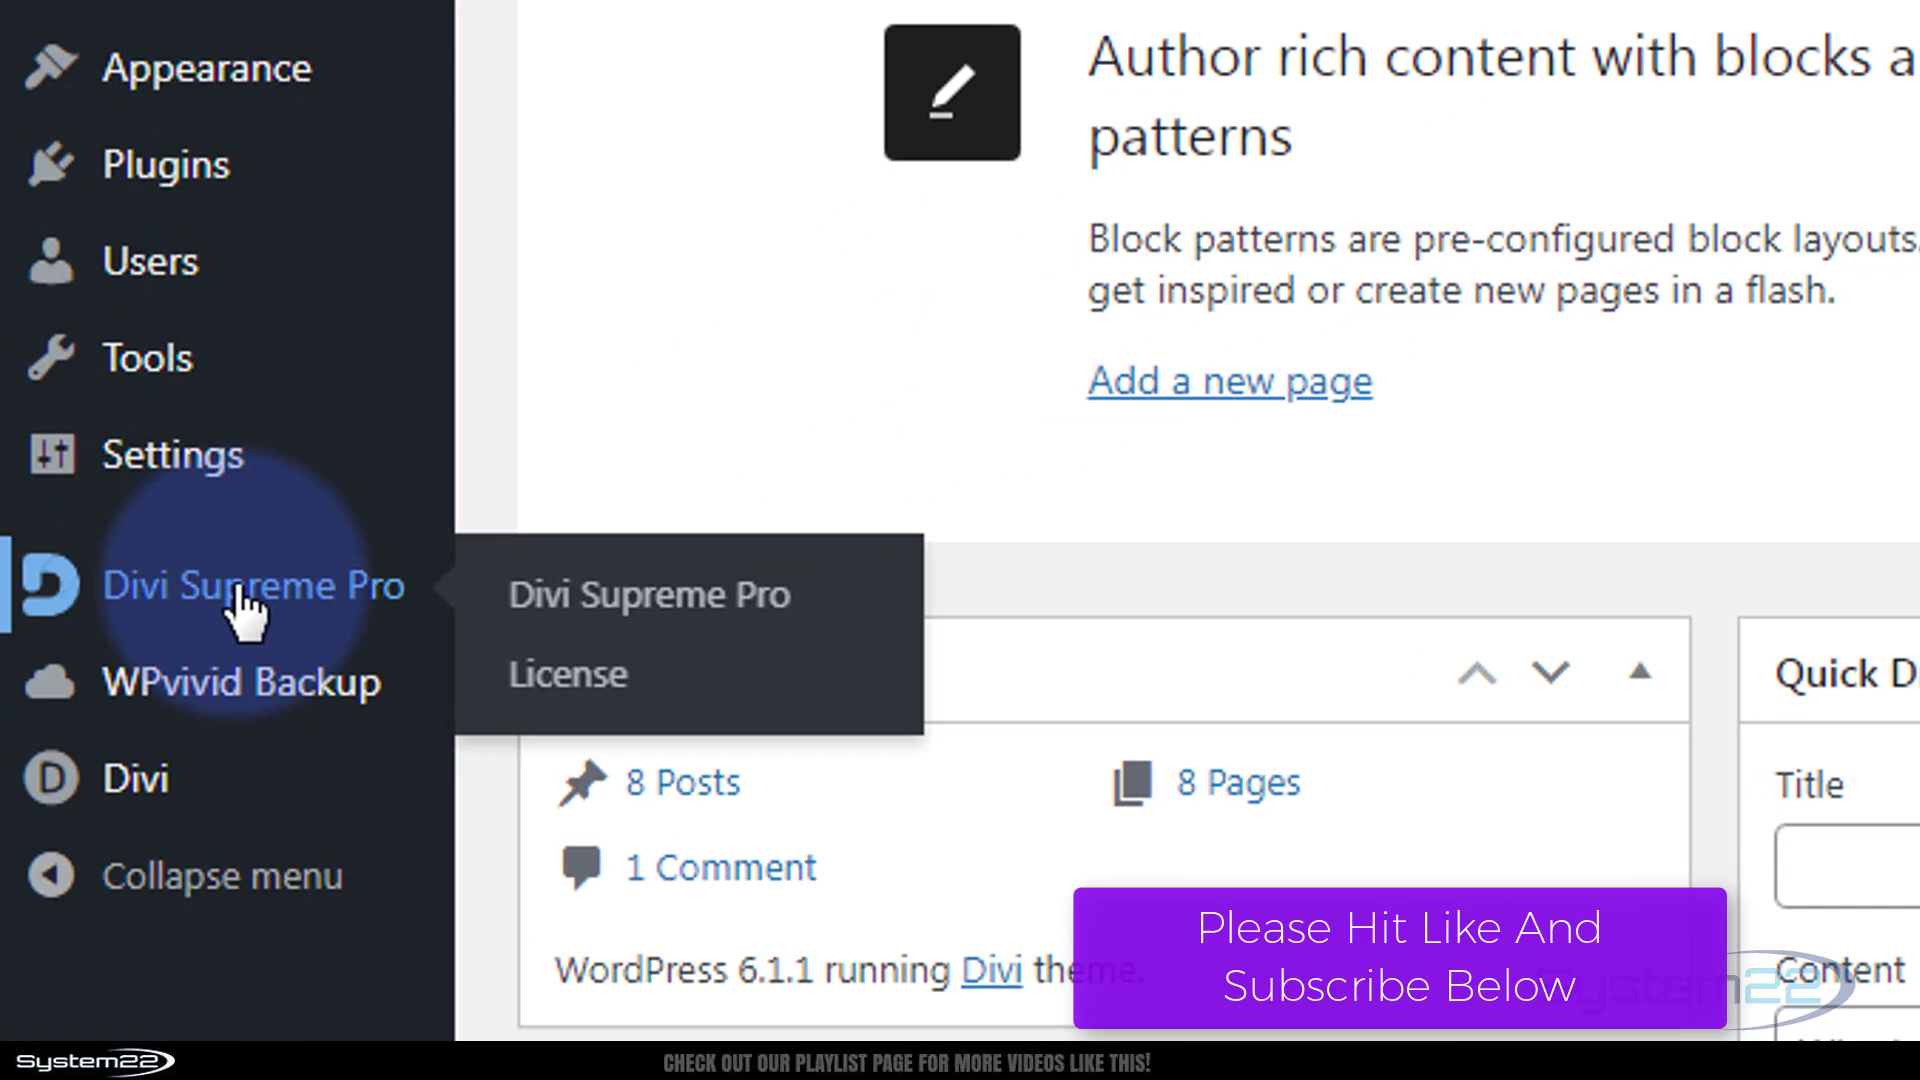 Appearance
Plugins
Users
Tools
Settings
Divi Supreme Pro
WPvivid Backup
Divi
Collapse menu
Divi Supreme Pro
License
Author rich content with blocks a
patterns
Block patterns are pre-configured block layouts.
get inspired or create new pages in a flash.
Add a new page
8 Posts
8 Pages
1 Comment
WordPress 6.1.1 running Divi theme.
Quick D
Title
Content
Please Hit Like And
Subscribe Below
System22
System22
CHECK OUT OUR PLAYLIST PAGE FOR MORE VIDEOS LIKE THIS!